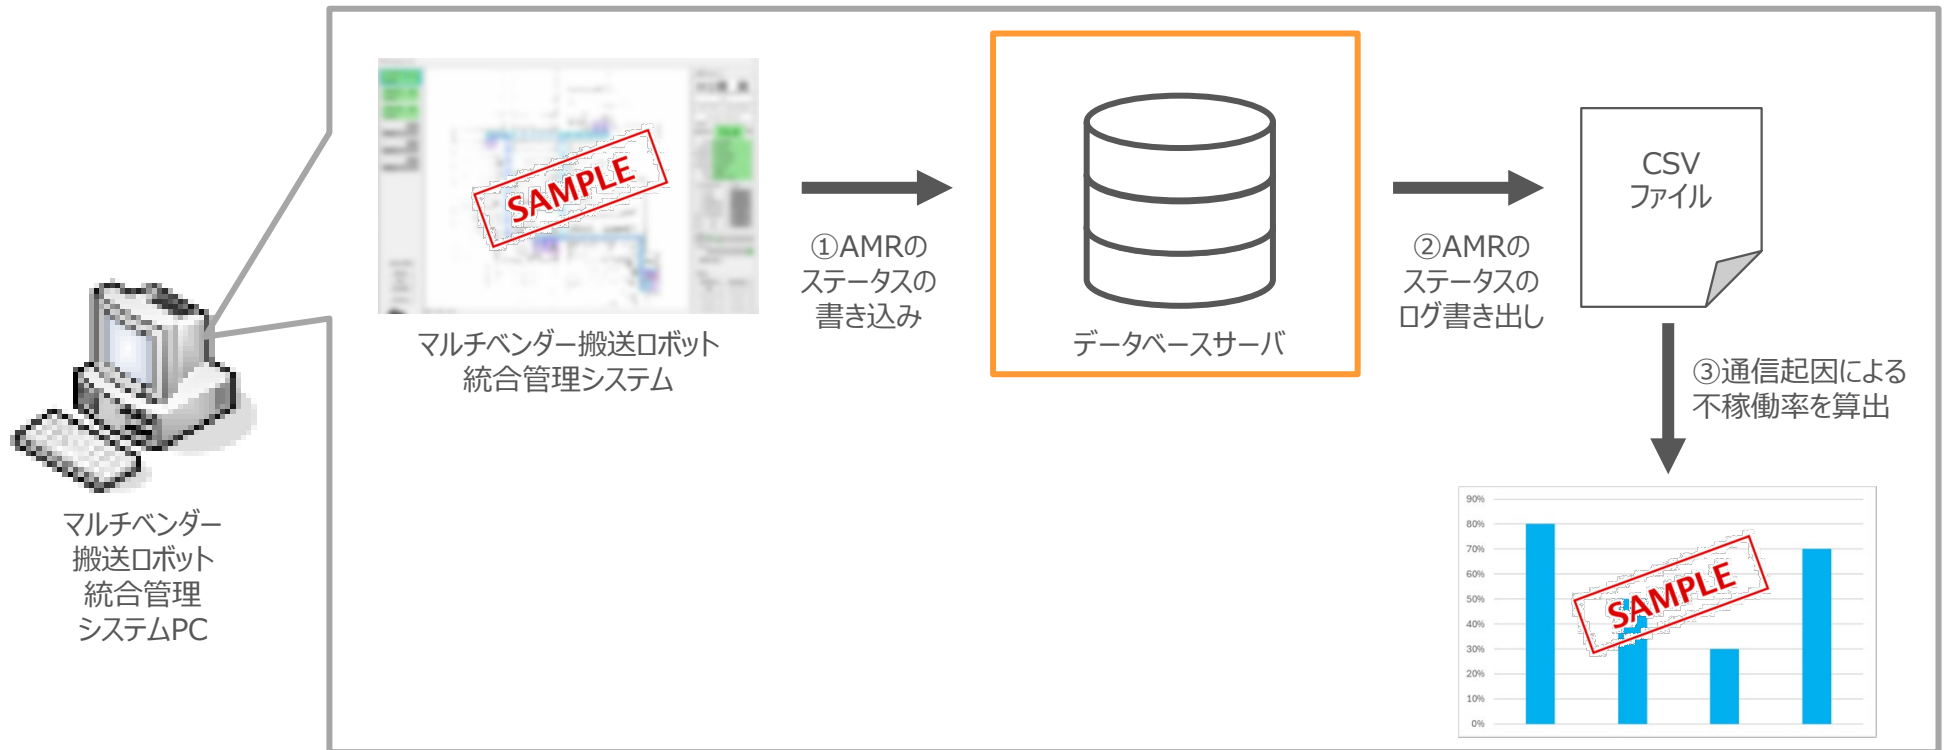 SAMPLE
マルチベンダー搬送ロボット
統合管理システム
①AMRの
ステータスの
書き込み
データベースサーバ
②AMRの
ステータスの
ログ書き出し
CSV
ファイル
③通信起因による
不稼働率を算出
マルチベンダー
搬送ロボット
統合管理
システムPC
90%
80%
70%
60%
50%
40%
30%
20%
10%
0%
SAMPLE